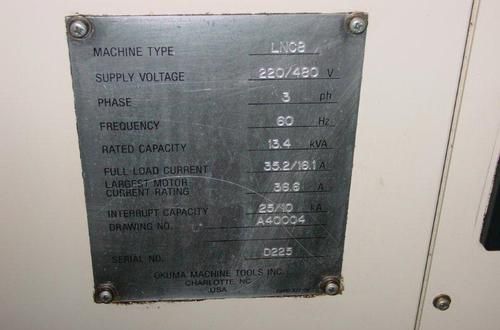 MACHINE TYPE LNC8
SUPPLY VOLTAGE 220/480 V
PHASE 3 ph
FREQUENCY 60 Hz
RATED CAPACITY 13.4 kVA
FULL LOAD CURRENT 35.2/16.1 A
LARGEST MOTOR
CURRENT RATING 36.6 A
INTERRUPT CAPACITY 25/10 kA
DRAWING NO. A40004
SERIAL NO. 0225
OKUMA MACHINE TOOLS INC.
CHARLOTTE, NC
USA